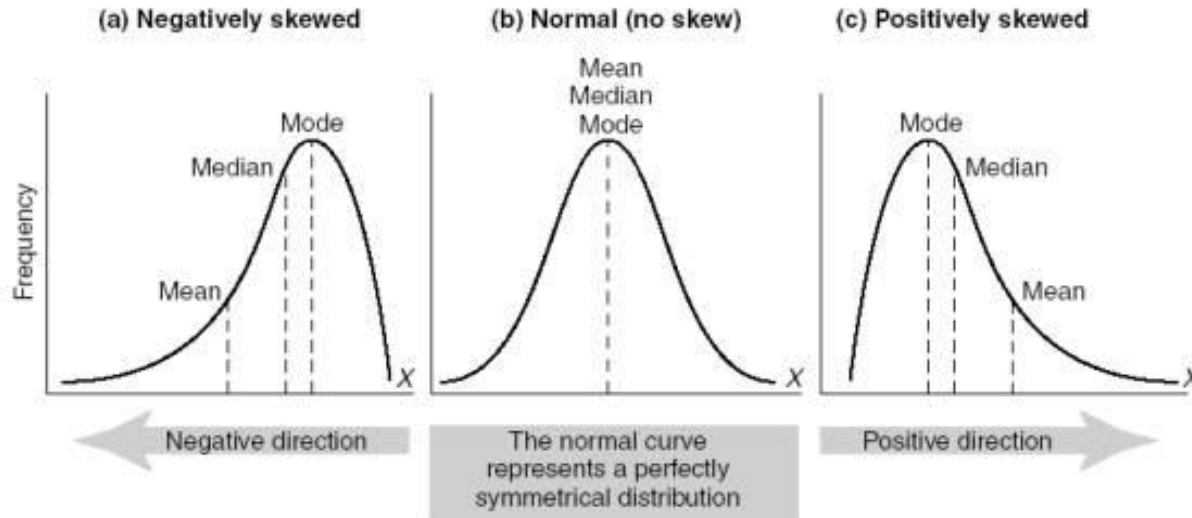 (a) Negatively skewed
(b) Normal (no skew)
(c) Positively skewed
Frequency
Mean
Median
Mode
X
Negative direction
Mean
Median
Mode
X
The normal curve
represents a perfectly
symmetrical distribution
Mode
Median
Mean
X
Positive direction